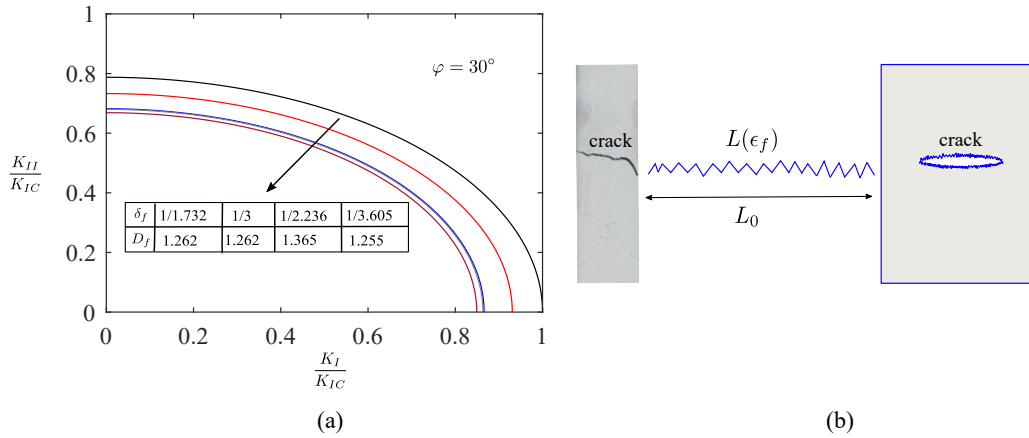 1
0.8
0.6
0.4
0.2
0
φ = 30°
K_II
K_IC
δ_f 1/1.732 1/3 1/2.236 1/3.605
D_f 1.262 1.262 1.365 1.255
0 0.2 0.4 0.6 0.8 1
K_I
K_IC
(a)
crack
L(ϵ_f)
L_0
crack
(b)